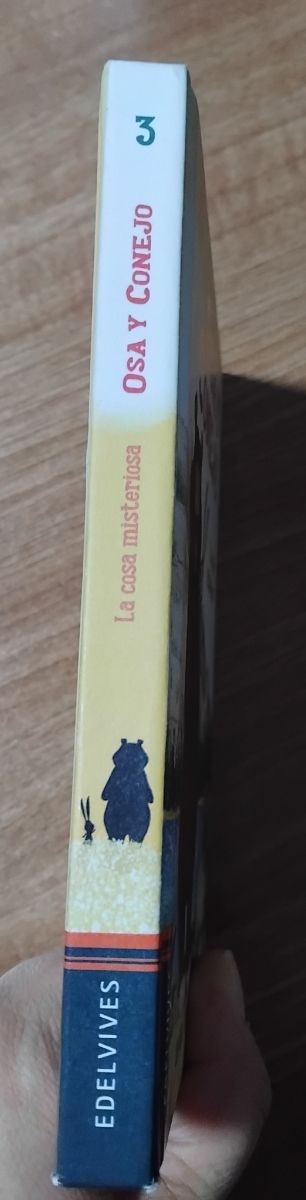 3
OSA Y CONEJO
La cosa misteriosa
EDELVIVES